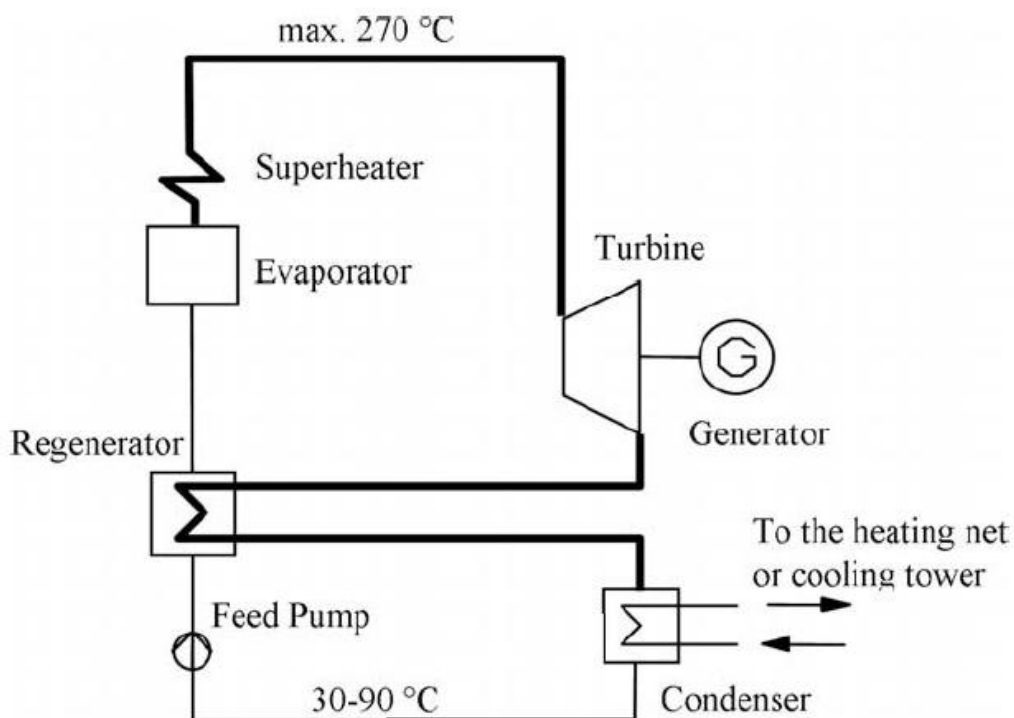 max. 270 °C
Superheater
Evaporator
Turbine
G
Generator
Regenerator
To the heating net
or cooling tower
Feed Pump
30-90 °C
Condenser